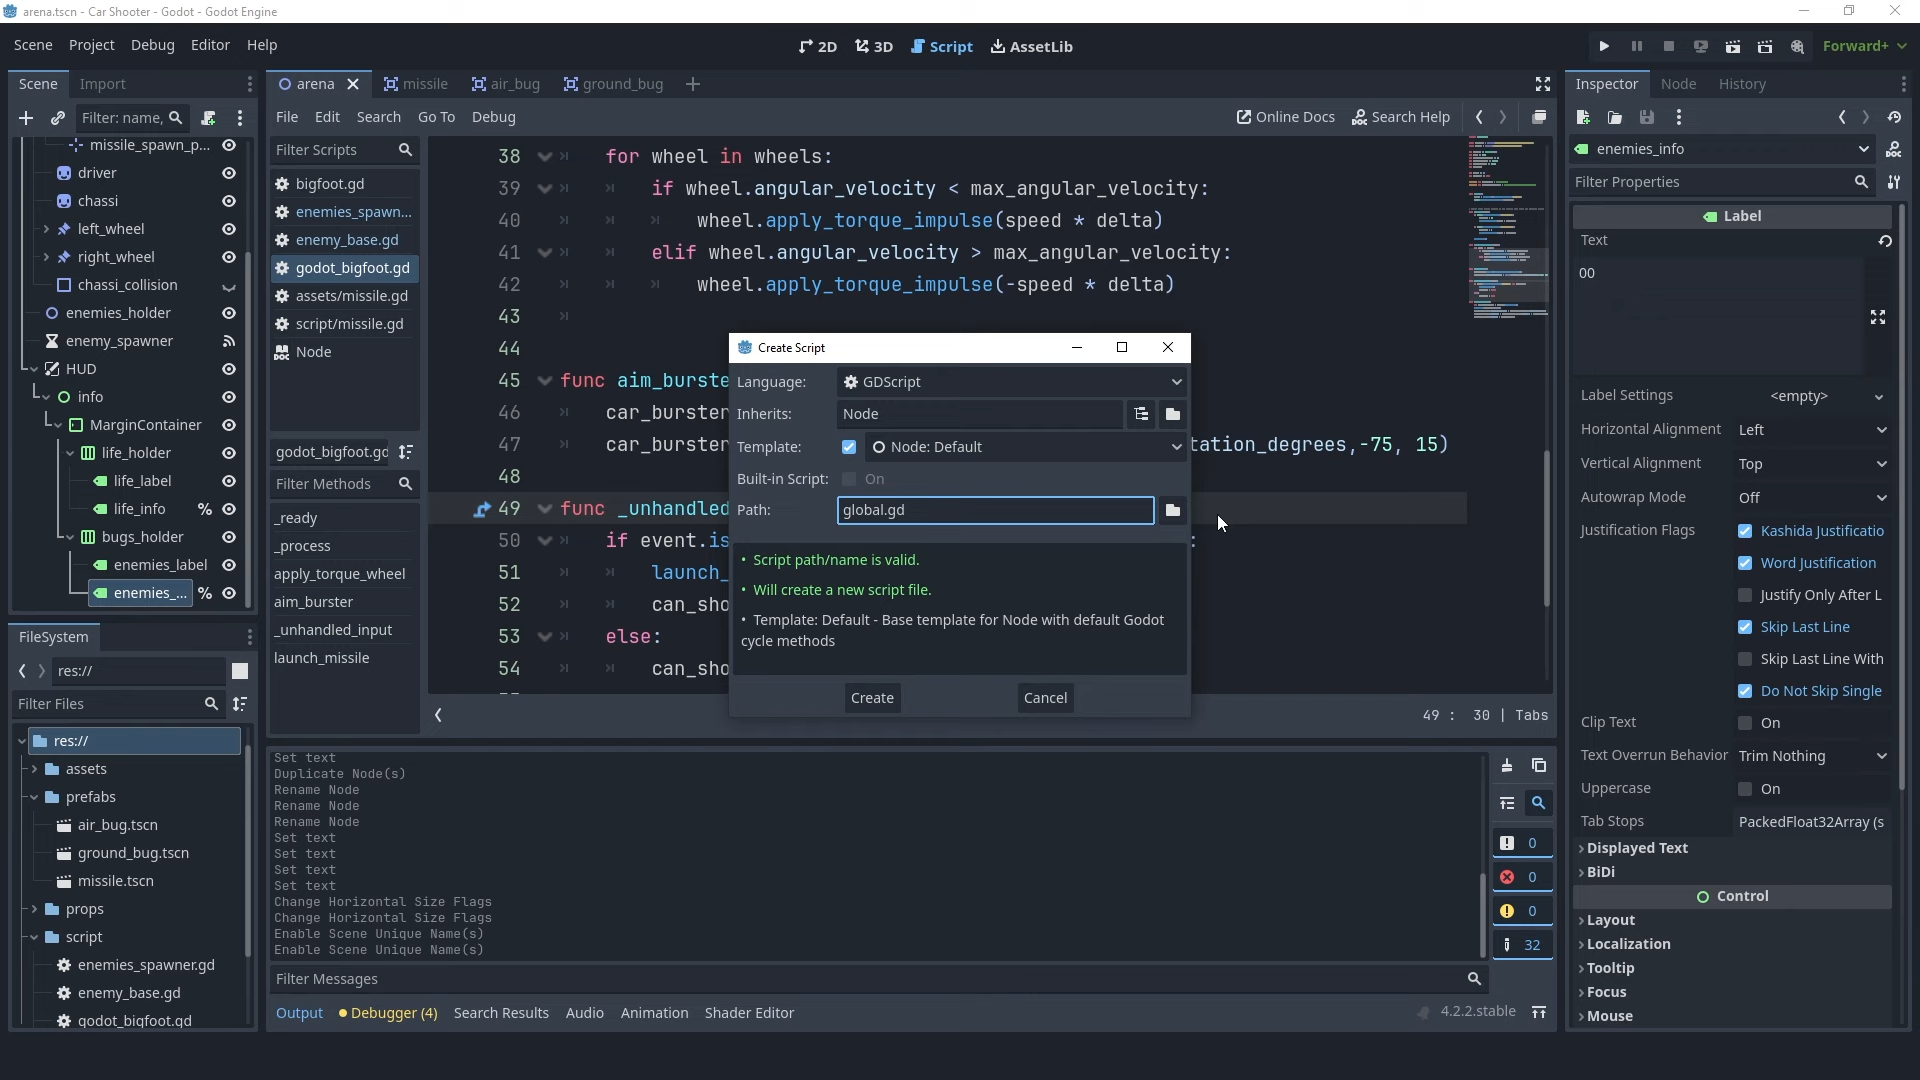 arena.tscn - Car Shooter - Godot - Godot Engine
Scene Project Debug Editor Help
2D 3D Script AssetLib
Forward+
Scene Import
arena missile air_bug ground_bug
Inspector Node History
Filter: name,
File Edit Search Go To Debug
Online Docs Search Help
missile_spawn_p...
driver
chassi
left_wheel
right_wheel
chassi_collision
enemies_holder
enemy_spawner
HUD
info
MarginContainer
life_holder
life_label
life_info %
bugs_holder
enemies_label
enemies_... %
FileSystem
res://
Filter Files
res://
assets
prefabs
air_bug.tscn
ground_bug.tscn
missile.tscn
props
script
enemies_spawner.gd
enemy_base.gd
godot_bigfoot.gd
Filter Scripts
bigfoot.gd
enemies_spawn...
enemy_base.gd
godot_bigfoot.gd
assets/missile.gd
script/missile.gd
Node
godot_bigfoot.gd
Filter Methods
_ready
_process
apply_torque_wheel
aim_burster
_unhandled_input
launch_missile
38 for wheel in wheels:
39 if wheel.angular_velocity < max_angular_velocity:
40 wheel.apply_torque_impulse(speed * delta)
41 elif wheel.angular_velocity > max_angular_velocity:
42 wheel.apply_torque_impulse(-speed * delta)
43
44
45 func aim_burste
46 car_burster
47 car_burster tation_degrees,-75, 15)
48
49 func _unhandled
50 if event.is :
51 launch_
52 can_sho
53 else:
54 can_sho
49 : 30 | Tabs
Create Script
Language: GDScript
Inherits: Node
Template: Node: Default
Built-in Script: On
Path: global.gd
• Script path/name is valid.
• Will create a new script file.
• Template: Default - Base template for Node with default Godot
cycle methods
Create Cancel
Set text
Duplicate Node(s)
Rename Node
Rename Node
Rename Node
Set text
Set text
Set text
Set text
Change Horizontal Size Flags
Change Horizontal Size Flags
Enable Scene Unique Name(s)
Enable Scene Unique Name(s)
0
0
0
32
Filter Messages
Output Debugger (4) Search Results Audio Animation Shader Editor
4.2.2.stable
enemies_info
Filter Properties
Label
Text
00
Label Settings <empty>
Horizontal Alignment Left
Vertical Alignment Top
Autowrap Mode Off
Justification Flags Kashida Justificatio
Word Justification
Justify Only After L
Skip Last Line
Skip Last Line With
Do Not Skip Single
Clip Text On
Text Overrun Behavior Trim Nothing
Uppercase On
Tab Stops PackedFloat32Array (s
Displayed Text
BiDi
Control
Layout
Localization
Tooltip
Focus
Mouse